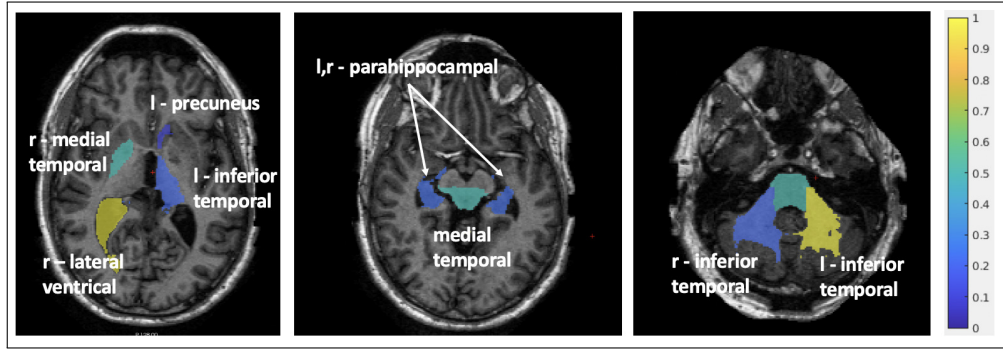 l - precuneus
r - medial
temporal
l - inferior
temporal
r – lateral
ventrical
l,r - parahippocampal
medial
temporal
r - inferior
temporal
l - inferior
temporal
1
0.9
0.8
0.7
0.6
0.5
0.4
0.3
0.2
0.1
0